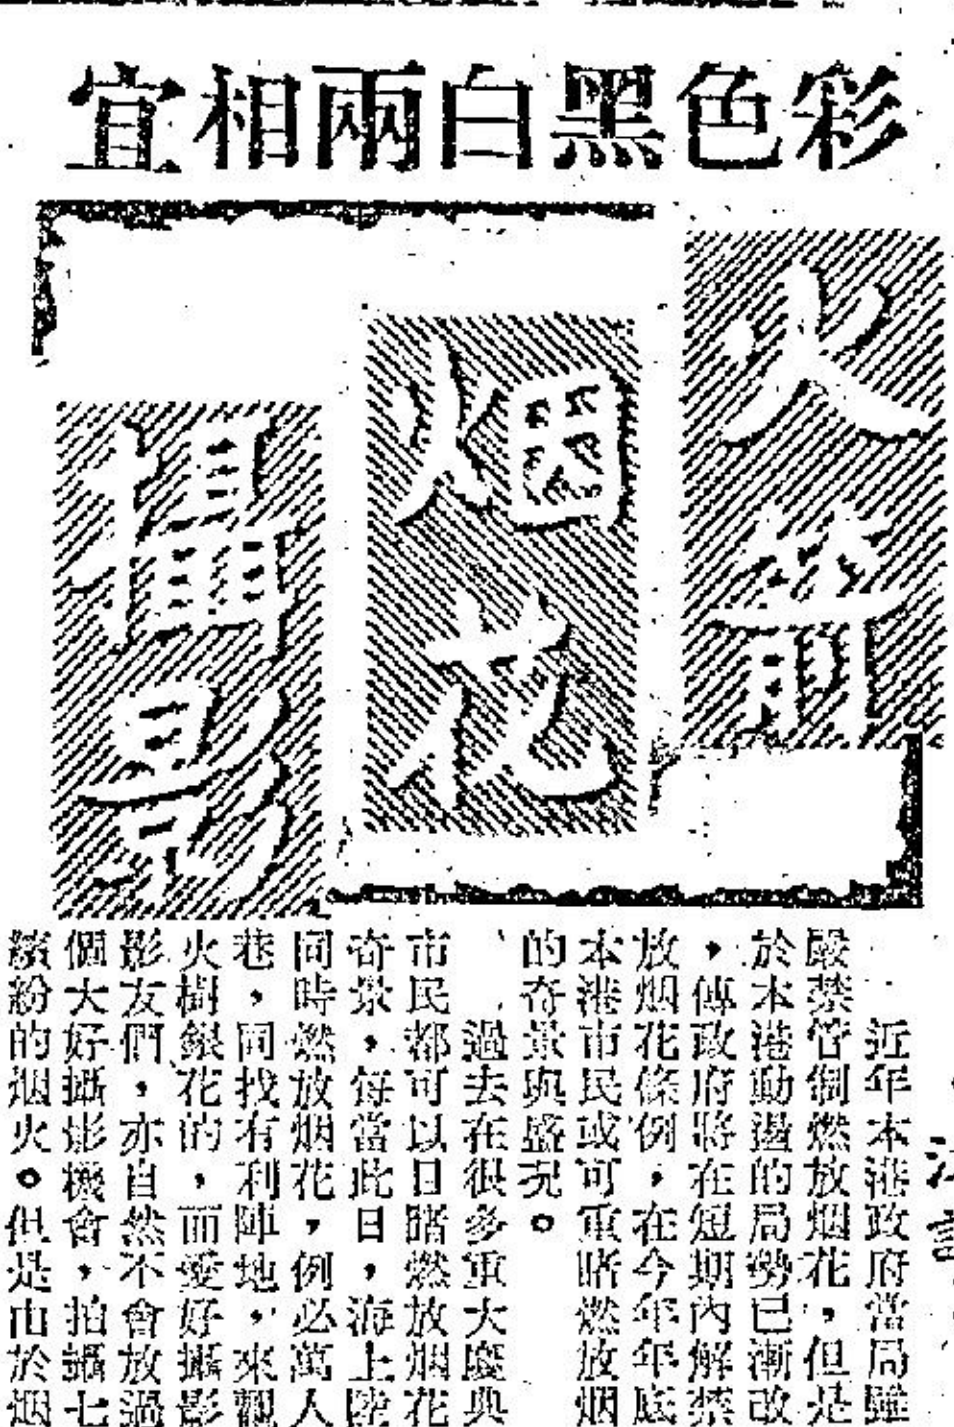 彩色黑白兩相宜
火箭
烟花
攝影
近年本港政府當局雖
嚴禁管制燃放烟花，但是
於本港動盪的局勢已漸改
，傳政府將在短期內解禁
放烟花條例，在今年年底
本港市民或可重睹燃放烟
的奇景與盛況。
過去在很多重大慶典
市民都可以目睹燃放烟花
奇景，每當此日，海上陸
同時燃放烟花，例必萬人
巷，同找有利陣地，來觀
火樹銀花的，而愛好攝影
影友們，亦自然不會放過
個大好攝影機會，拍攝七
繽紛的烟火。但是由於烟